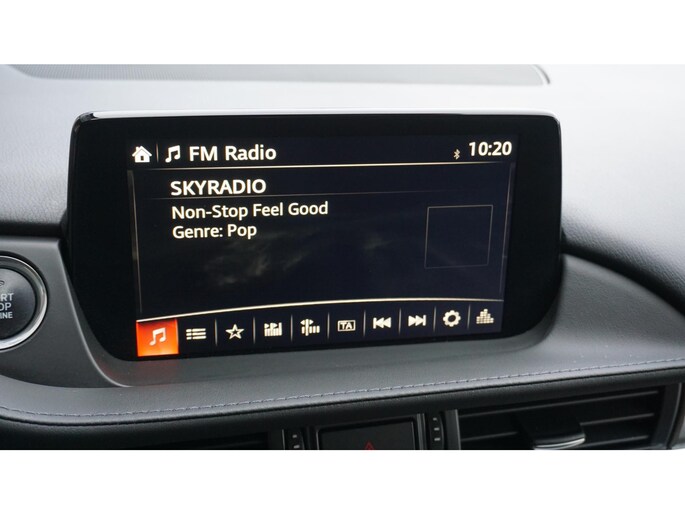 FM Radio
10:20
SKYRADIO
Non-Stop Feel Good
Genre: Pop
TA